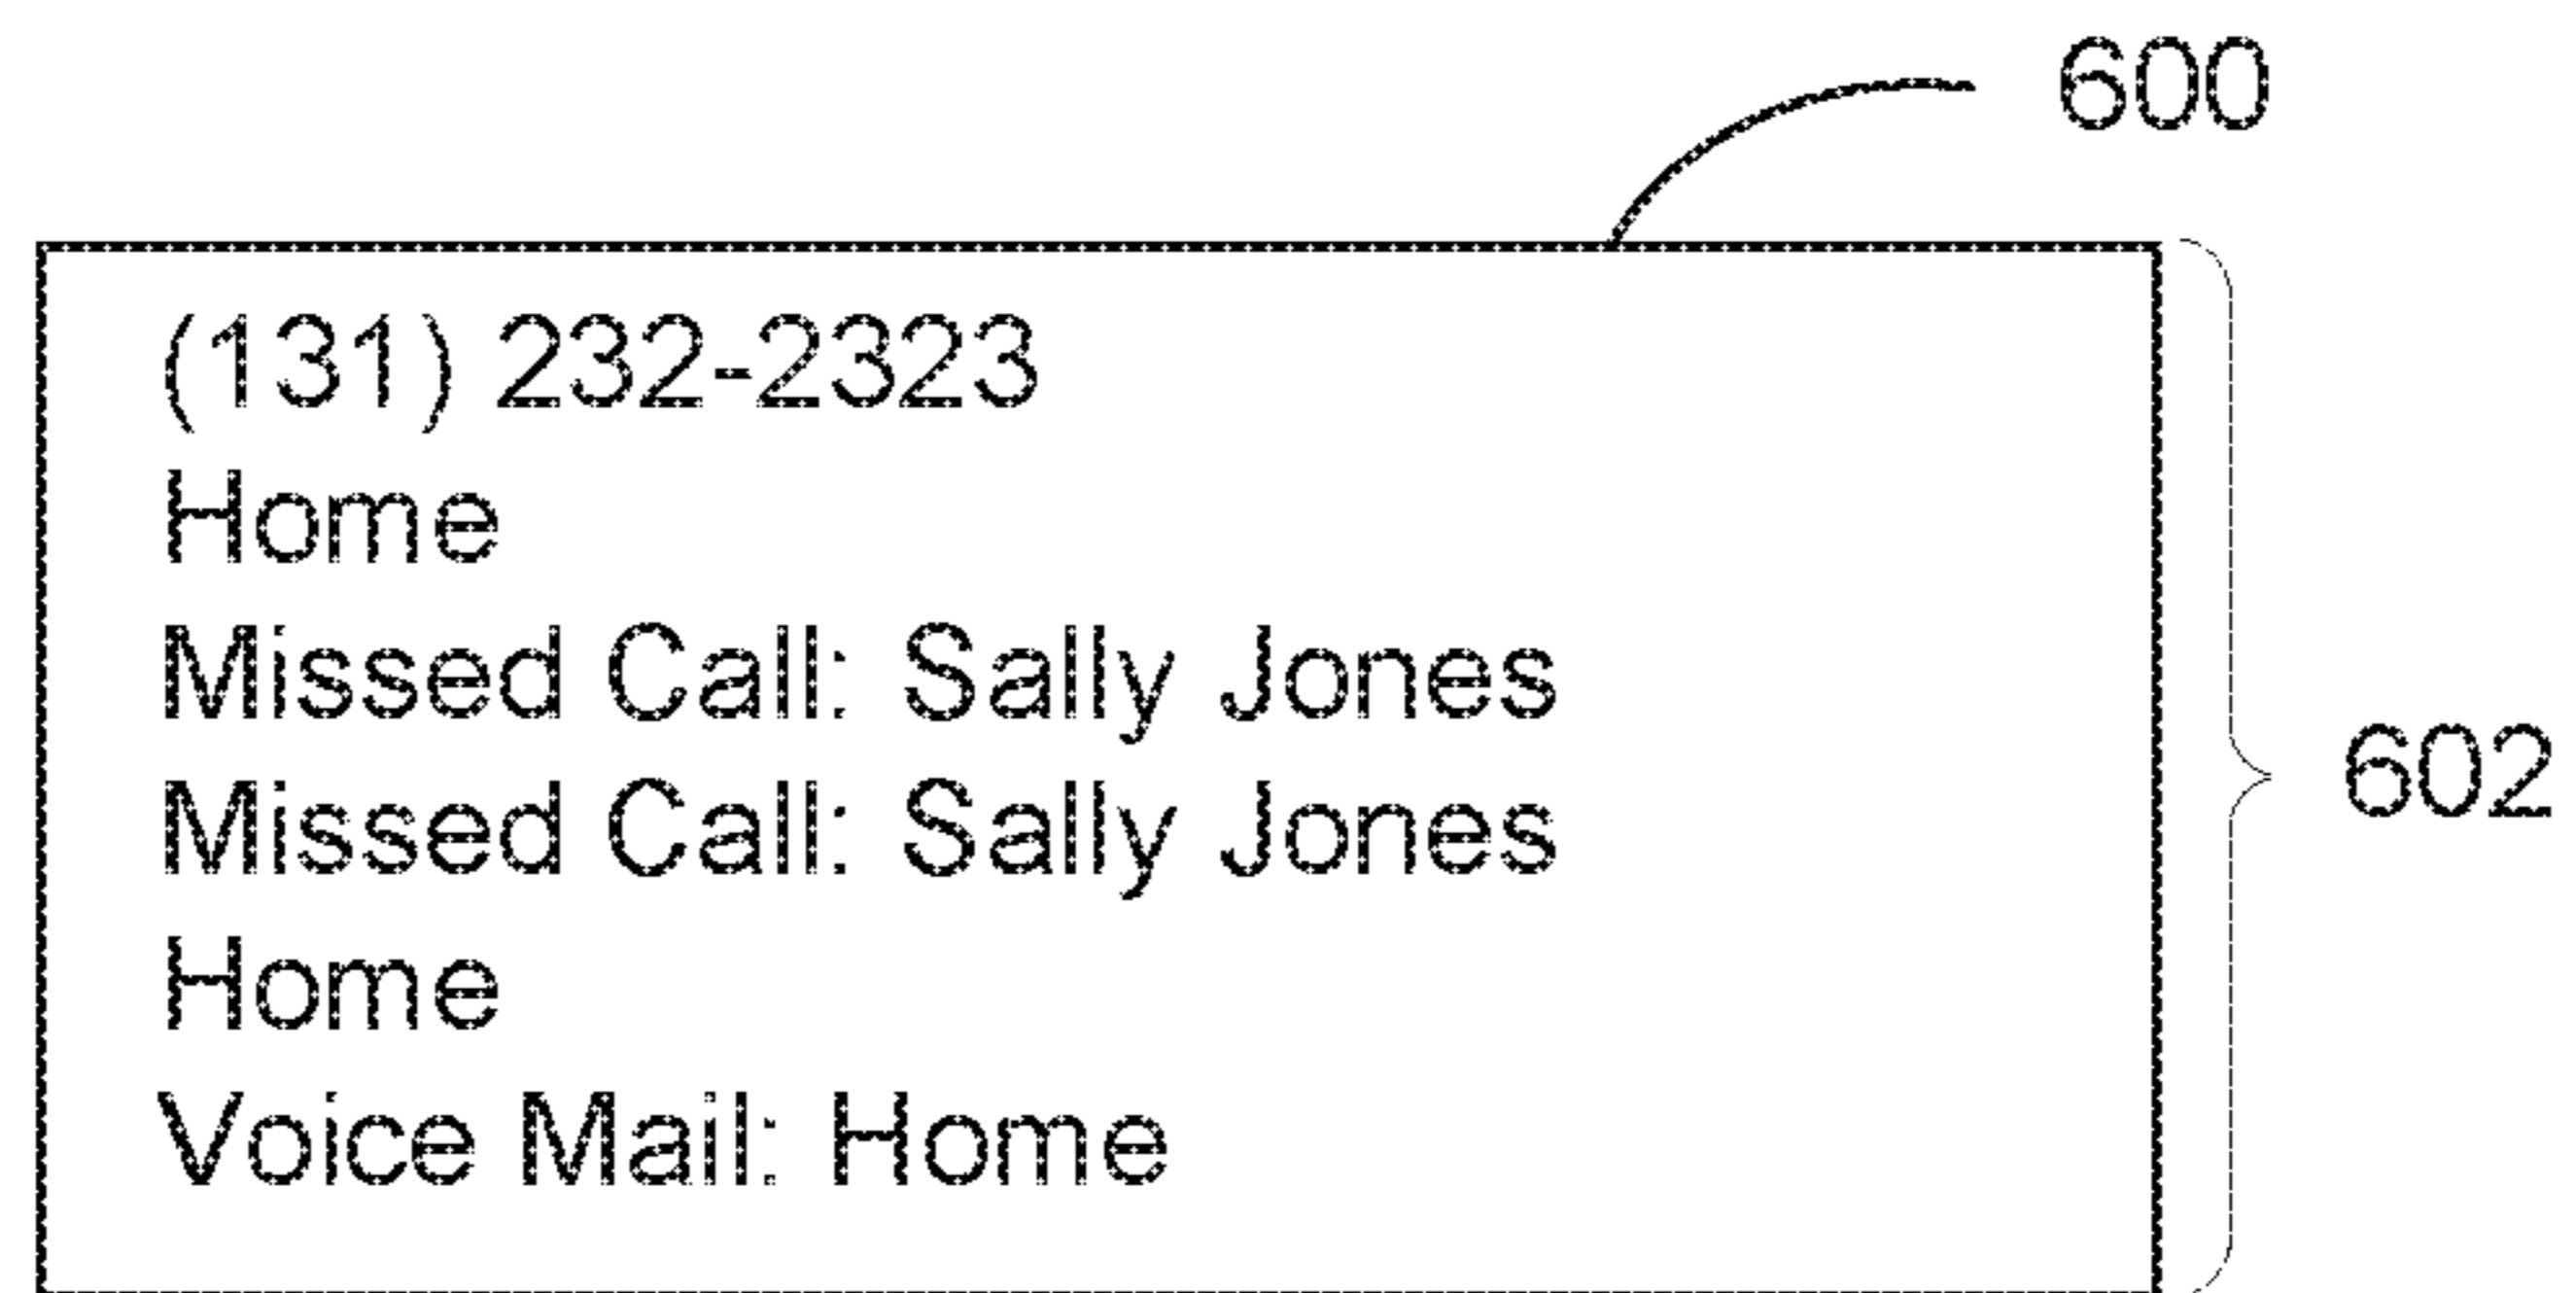 600
(131) 232-2323
Home
Missed Call: Sally Jones
Missed Call: Sally Jones
602
Home
Voice Mail: Home